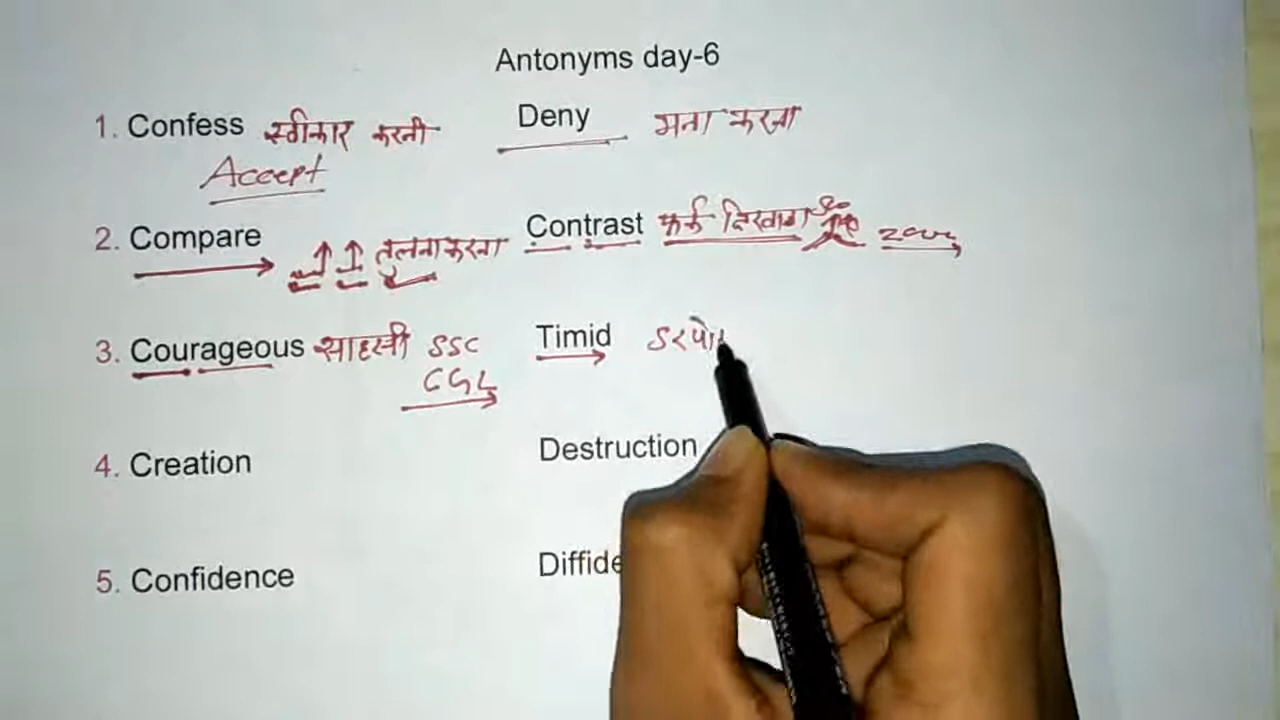 Antonyms day-6
1. Confess स्वीकार करनी Deny मना करना
Accept
2. Compare तुलना करना Contrast फर्क दिखाना
3. Courageous साहसी SSC Timid डरपो
CGL
4. Creation Destruction
5. Confidence Diffide